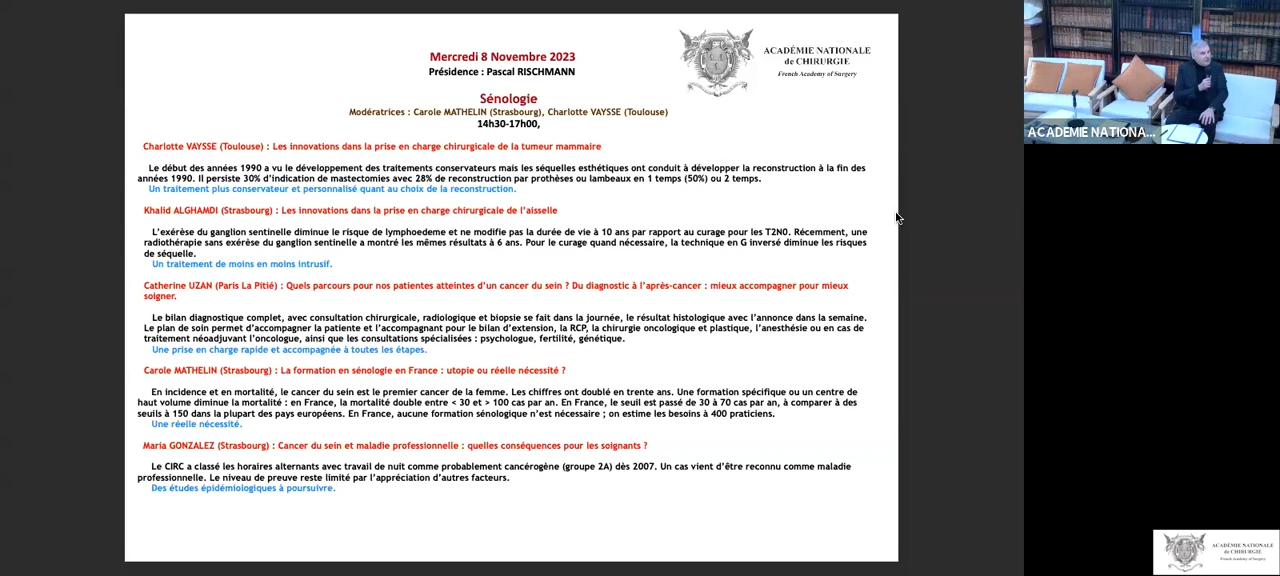 Mercredi 8 Novembre 2023
Présidence : Pascal RISCHMANN
ACADÉMIE NATIONALE
de CHIRURGIE
French Academy of Surgery
Sénologie
Modératrices : Carole MATHELIN (Strasbourg), Charlotte VAYSSE (Toulouse)
14h30-17h00,
Charlotte VAYSSE (Toulouse) : Les innovations dans la prise en charge chirurgicale de la tumeur mammaire
Le début des années 1990 a vu le développement des traitements conservateurs mais les séquelles esthétiques ont conduit à développer la reconstruction à la fin des
années 1990. Il persiste 30% d’indication de mastectomies avec 28% de reconstruction par prothèses ou lambeaux en 1 temps (50%) ou 2 temps.
Un traitement plus conservateur et personnalisé quant au choix de la reconstruction.
Khalid ALGHAMDI (Strasbourg) : Les innovations dans la prise en charge chirurgicale de l’aisselle
L’exérèse du ganglion sentinelle diminue le risque de lymphoedeme et ne modifie pas la durée de vie à 10 ans par rapport au curage pour les T2N0. Récemment, une
radiothérapie sans exérèse du ganglion sentinelle a montré les mêmes résultats à 6 ans. Pour le curage quand nécessaire, la technique en G inversé diminue les risques
de séquelle.
Un traitement de moins en moins intrusif.
Catherine UZAN (Paris La Pitié) : Quels parcours pour nos patientes atteintes d’un cancer du sein ? Du diagnostic à l’après-cancer : mieux accompagner pour mieux
soigner.
Le bilan diagnostique complet, avec consultation chirurgicale, radiologique et biopsie se fait dans la journée, le résultat histologique avec l’annonce dans la semaine.
Le plan de soin permet d’accompagner la patiente et l’accompagnant pour le bilan d’extension, la RCP, la chirurgie oncologique et plastique, l’anesthésie ou en cas de
traitement néoadjuvant l’oncologue, ainsi que les consultations spécialisées : psychologue, fertilité, génétique.
Une prise en charge rapide et accompagnée à toutes les étapes.
Carole MATHELIN (Strasbourg) : La formation en sénologie en France : utopie ou réelle nécessité ?
En incidence et en mortalité, le cancer du sein est le premier cancer de la femme. Les chiffres ont doublé en trente ans. Une formation spécifique ou un centre de
haut volume diminue la mortalité : en France, la mortalité double entre < 30 et > 100 cas par an. En France, le seuil est passé de 30 à 70 cas par an, à comparer à des
seuils à 150 dans la plupart des pays européens. En France, aucune formation sénologique n’est nécessaire ; on estime les besoins à 400 praticiens.
Une réelle nécessité.
Maria GONZALEZ (Strasbourg) : Cancer du sein et maladie professionnelle : quelles conséquences pour les soignants ?
Le CIRC a classé les horaires alternants avec travail de nuit comme probablement cancérogène (groupe 2A) dès 2007. Un cas vient d’être reconnu comme maladie
professionnelle. Le niveau de preuve reste limité par l’appréciation d’autres facteurs.
Des études épidémiologiques à poursuivre.
ACADEMIE NATIONA...
ACADÉMIE NATIONALE
de CHIRURGIE
French Academy of Surgery